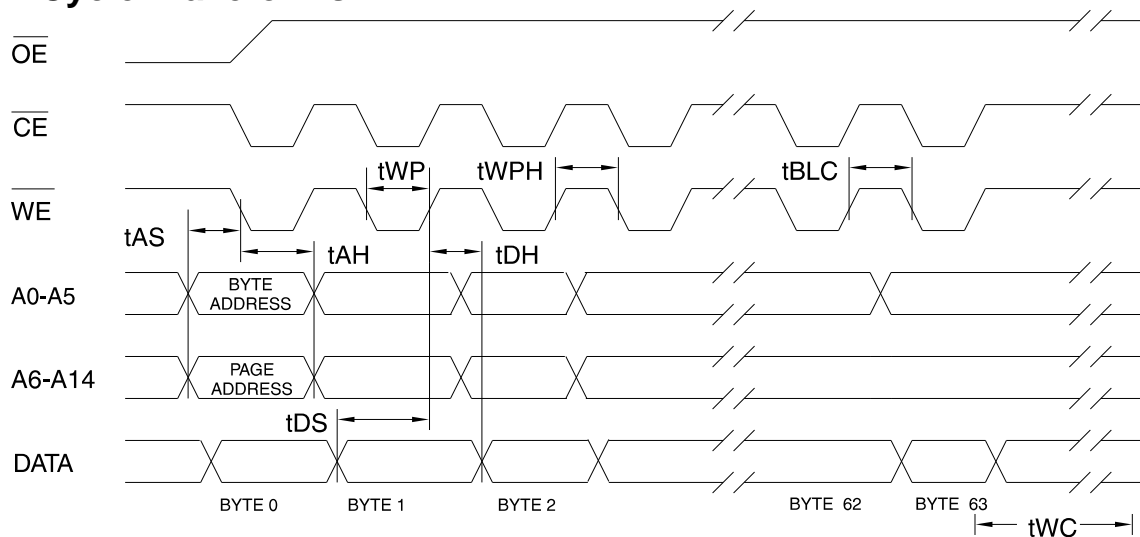 OE
CE
tWP
tWPH
tBLC
WE
tAS
tAH
tDH
A0-A5
BYTE
ADDRESS
A6-A14
PAGE
ADDRESS
tDS
DATA
BYTE 0
BYTE 1
BYTE 2
BYTE 62
BYTE 63
tWC